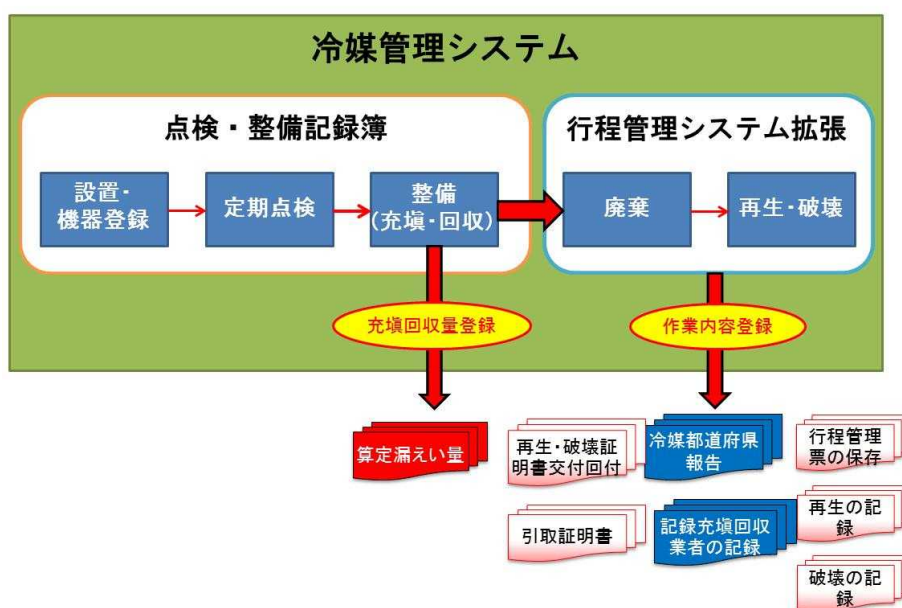 冷媒管理システム
点検・整備記録簿
行程管理システム拡張
設置・
機器登録
定期点検
整備
(充塡・回収)
廃棄
再生・破壊
充塡回収量登録
作業内容登録
算定漏えい量
再生・破壊証
明書交付回付
冷媒都道府県
報告
行程管理
票の保存
引取証明書
記録充塡回収
業者の記録
再生の記
録
破壊の記
録